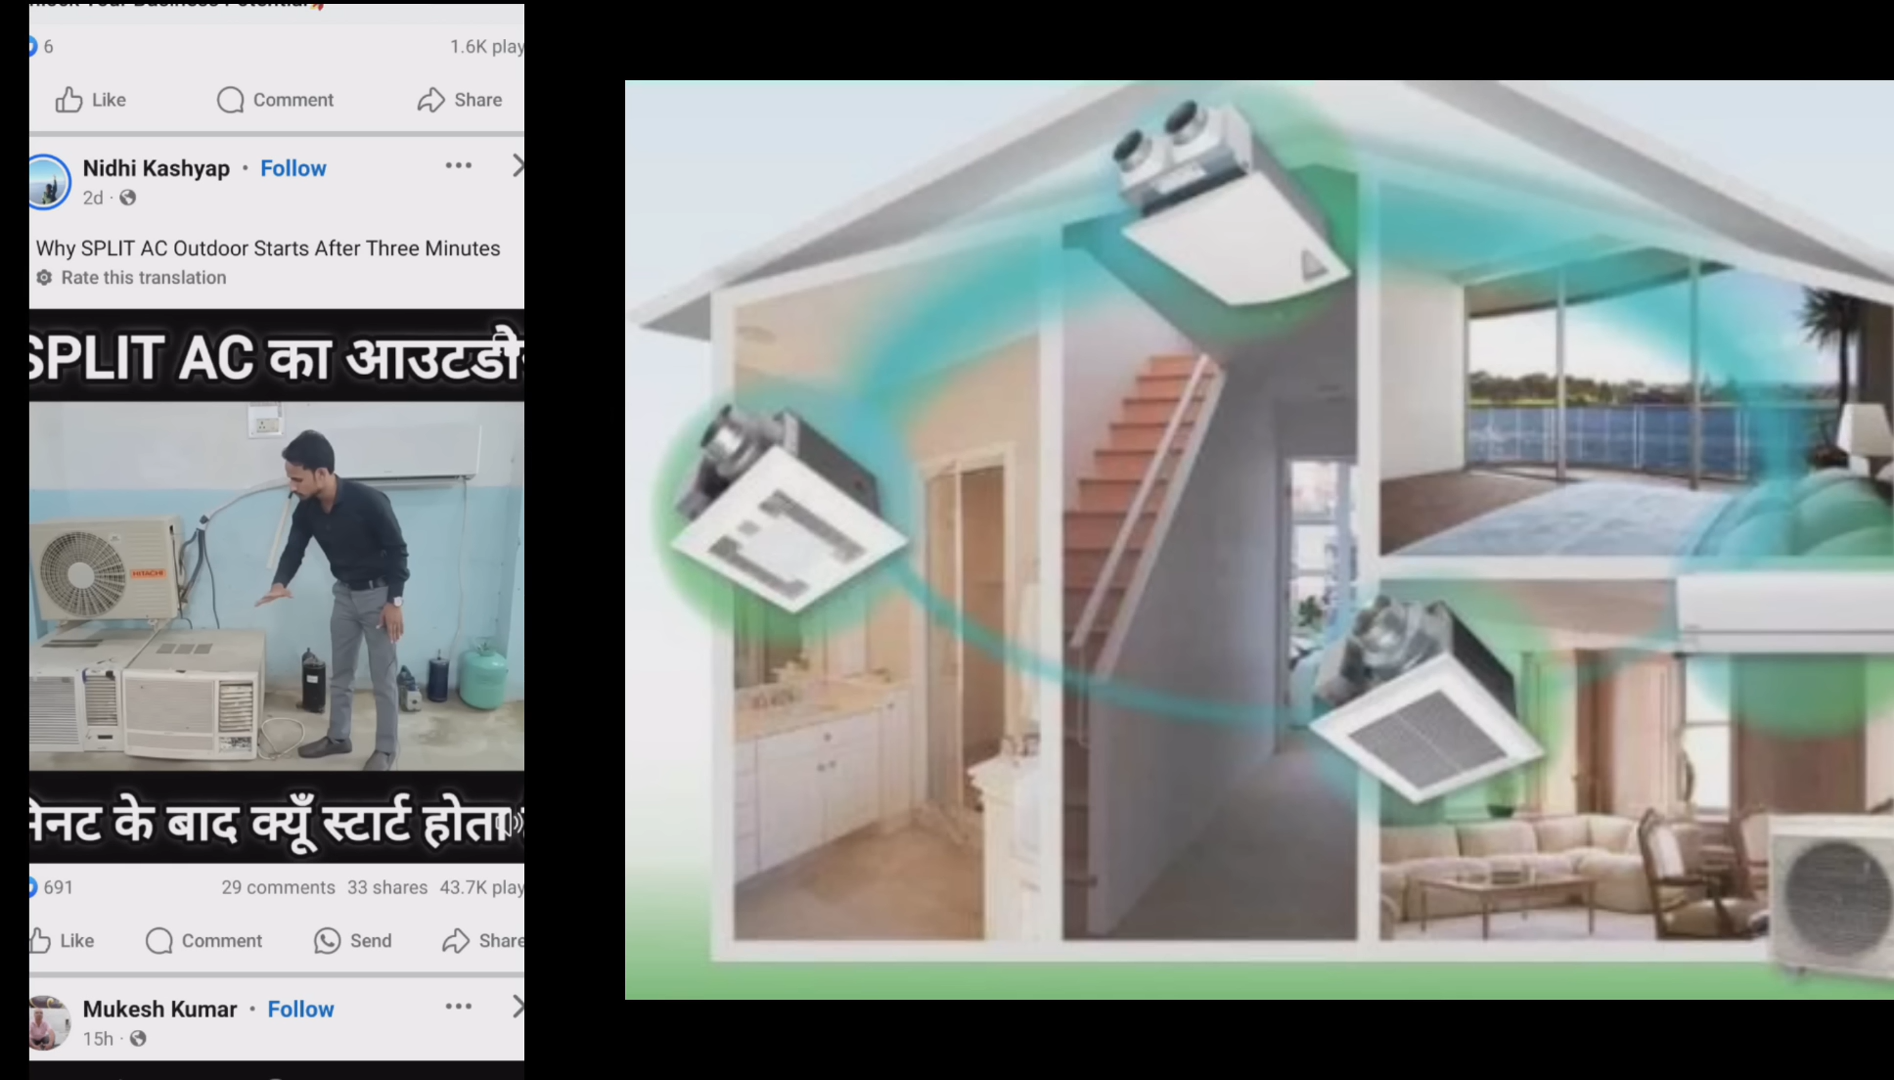 6
1.6K play
Like Comment Share
Nidhi Kashyap · Follow
2d ·
Why SPLIT AC Outdoor Starts After Three Minutes
Rate this translation
SPLIT AC का
HITACHI
के बाद क्यूँ स्टार्ट होता
691 29 comments 33 shares 43.7K play
Like Comment Send Share
Mukesh Kumar · Follow
15h ·